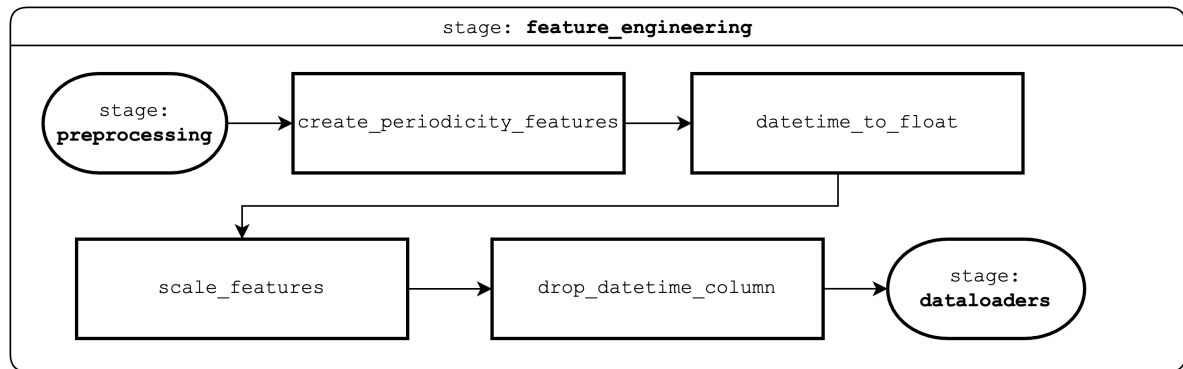 stage: feature_engineering
stage:
preprocessing
create_periodicity_features
datetime_to_float
scale_features
drop_datetime_column
stage:
dataloaders